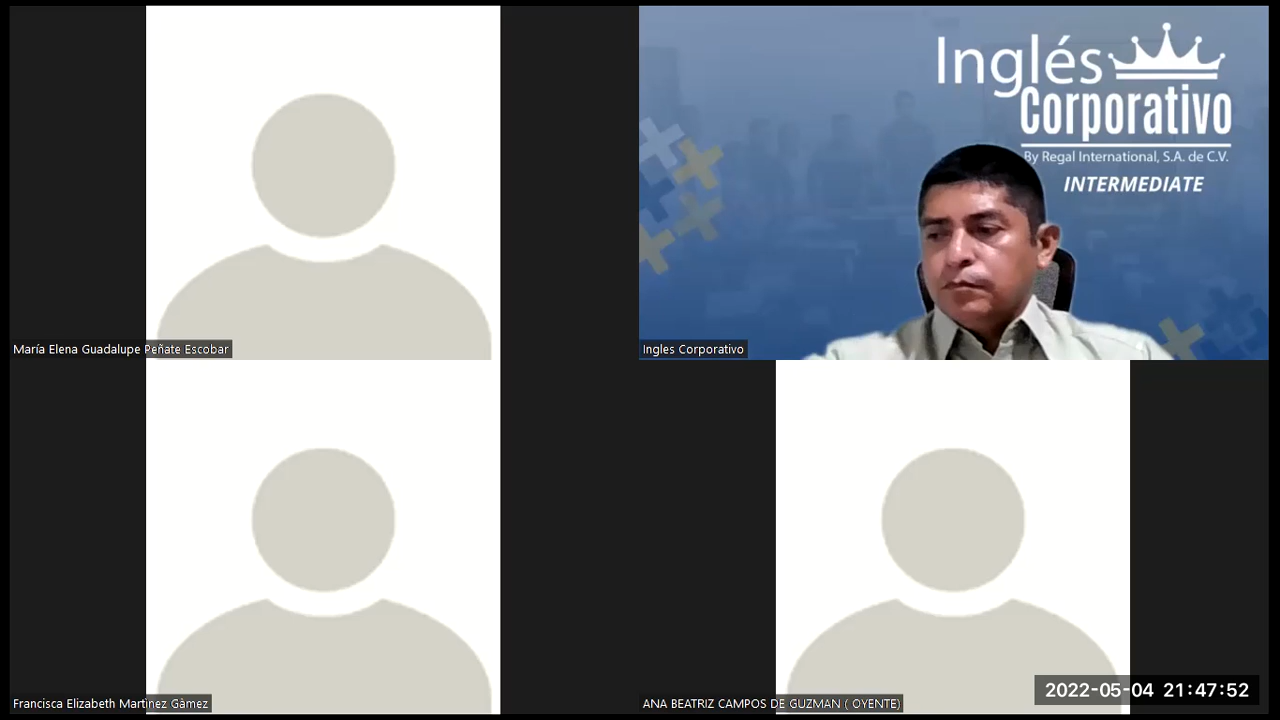 Inglés
Corporativo
By Regal International, S.A. de C.V.
INTERMEDIATE
María Elena Guadalupe Peñate Escobar
Ingles Corporativo
Francisca Elizabeth Martinez Gàmez
ANA BEATRIZ CAMPOS DE GUZMAN ( OYENTE)
2022-05-04 21:47:52